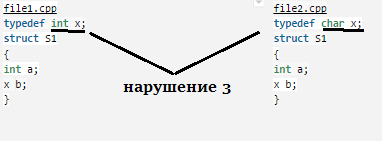 file1.cpp
typedef int x;
struct S1
{
int a;
x b;
}
file2.cpp
typedef char x;
struct S1
{
int a;
x b;
}
нарушение 3